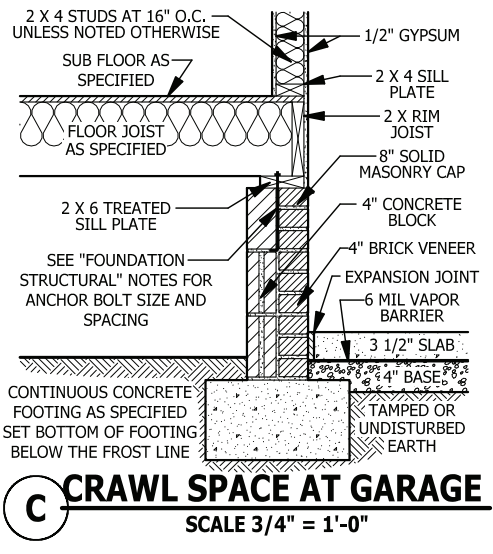 2 X 4 STUDS AT 16" O.C.
UNLESS NOTED OTHERWISE
1/2" GYPSUM
SUB FLOOR AS
SPECIFIED
2 X 4 SILL
PLATE
FLOOR JOIST
AS SPECIFIED
2 X RIM
JOIST
8" SOLID
MASONRY CAP
2 X 6 TREATED
SILL PLATE
4" CONCRETE
BLOCK
SEE "FOUNDATION
STRUCTURAL" NOTES FOR
ANCHOR BOLT SIZE AND
SPACING
4" BRICK VENEER
EXPANSION JOINT
6 MIL VAPOR
BARRIER
3 1/2" SLAB
4" BASE
CONTINUOUS CONCRETE
FOOTING AS SPECIFIED
SET BOTTOM OF FOOTING
BELOW THE FROST LINE
TAMPED OR
UNDISTURBED
EARTH
C
CRAWL SPACE AT GARAGE
SCALE 3/4" = 1'-0"